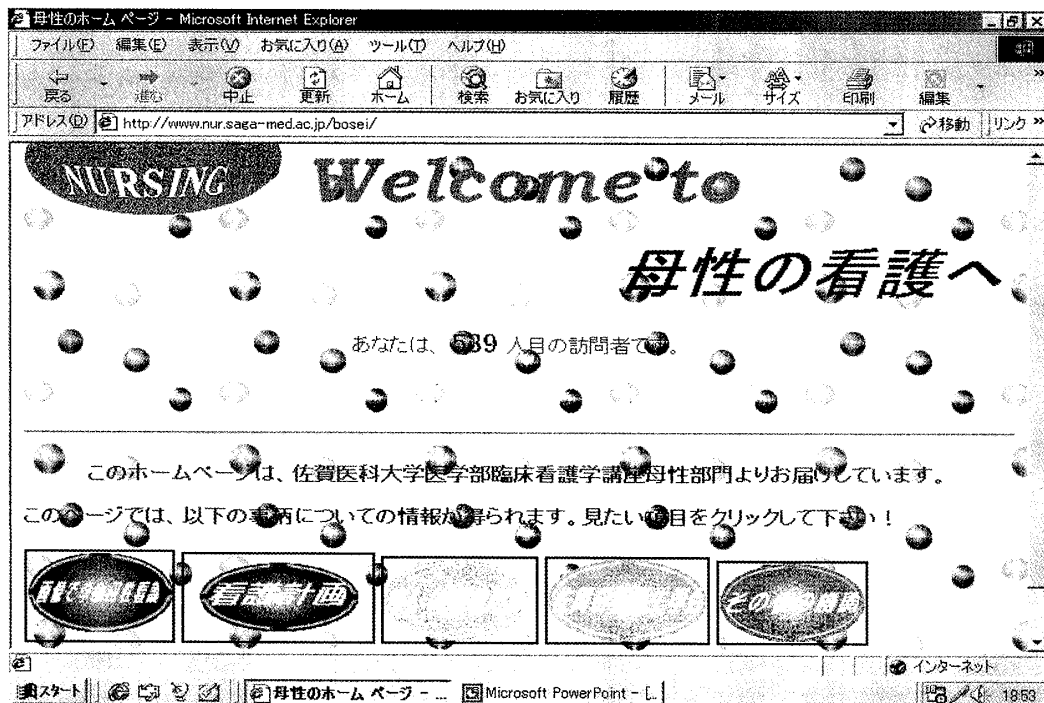 母性のホーム ページ - Microsoft Internet Explorer
ファイル(F) 編集(E) 表示(V) お気に入り(A) ツール(T) ヘルプ(H)
戻る 進む 中止 更新 ホーム 検索 お気に入り 履歴 メール サイズ 印刷 編集 »
アドレス(D) http://www.nur.saga-med.ac.jp/bosei/ 移動 リンク »
NURSING Welcome to
母性の看護へ
あなたは、539 人目の訪問者です。
このホームページは、佐賀医科大学医学部臨床看護学講座母性部門よりお届けしています。
このページでは、以下の事柄についての情報が得られます。見たい項目をクリックして下さい!
看護計画
インターネット
スタート 母性のホーム ページ - ... Microsoft PowerPoint - [... 18:53